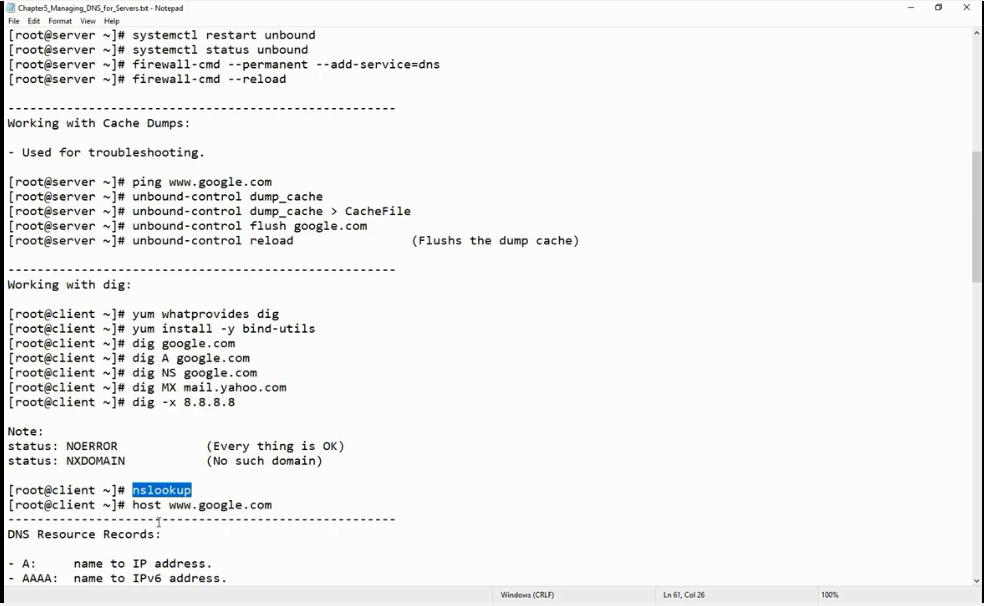 Chapter5_Managing_DNS_for_Servers.txt - Notepad
File Edit Format View Help
[root@server ~]# systemctl restart unbound
[root@server ~]# systemctl status unbound
[root@server ~]# firewall-cmd --permanent --add-service=dns
[root@server ~]# firewall-cmd --reload
-----------------------------------------------------
Working with Cache Dumps:
- Used for troubleshooting.
[root@server ~]# ping www.google.com
[root@server ~]# unbound-control dump_cache
[root@server ~]# unbound-control dump_cache > CacheFile
[root@server ~]# unbound-control flush google.com
[root@server ~]# unbound-control reload (Flushs the dump cache)
-----------------------------------------------------
Working with dig:
[root@client ~]# yum whatprovides dig
[root@client ~]# yum install -y bind-utils
[root@client ~]# dig google.com
[root@client ~]# dig A google.com
[root@client ~]# dig NS google.com
[root@client ~]# dig MX mail.yahoo.com
[root@client ~]# dig -x 8.8.8.8
Note:
status: NOERROR (Every thing is OK)
status: NXDOMAIN (No such domain)
[root@client ~]# nslookup
[root@client ~]# host www.google.com
-----------------------------------------------------
DNS Resource Records:
- A: name to IP address.
- AAAA: name to IPv6 address.
Windows (CRLF) Ln 61, Col 26 100%